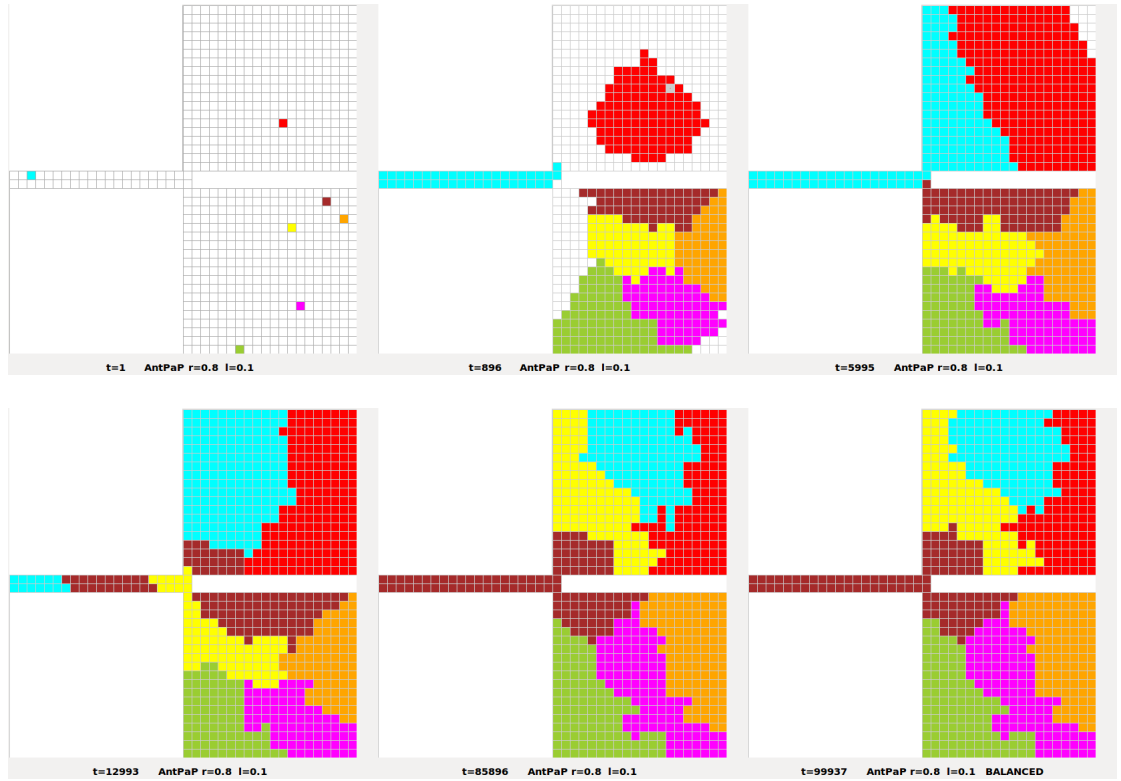 t=1 AntPaP r=0.8 l=0.1
t=896 AntPaP r=0.8 l=0.1
t=5995 AntPaP r=0.8 l=0.1
t=12993 AntPaP r=0.8 l=0.1
t=85896 AntPaP r=0.8 l=0.1
t=99937 AntPaP r=0.8 l=0.1 BALANCED